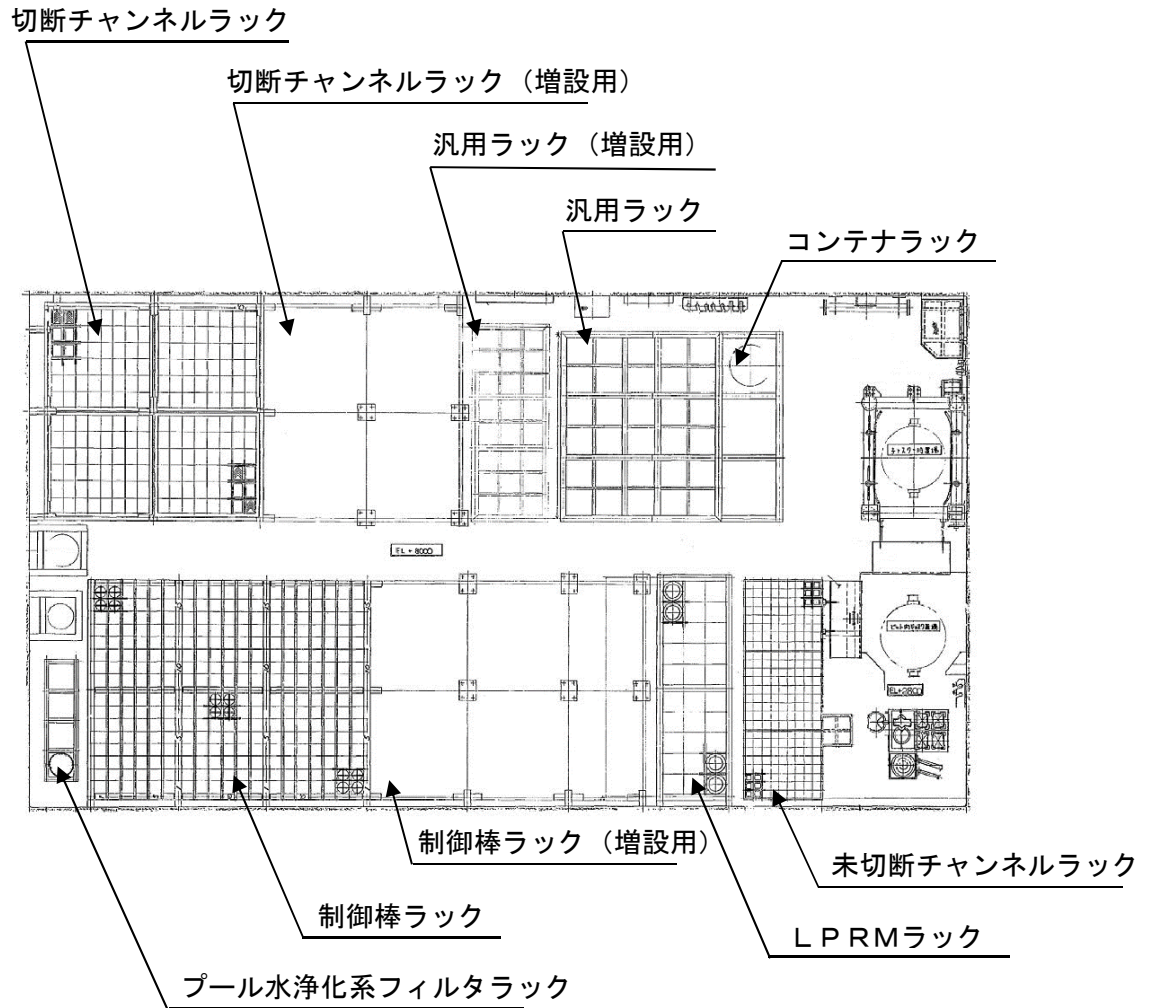 切断チャンネルラック
切断チャンネルラック（増設用）
汎用ラック（増設用）
汎用ラック
コンテナラック
EL+8000
EL+2800
制御棒ラック（増設用）
未切断チャンネルラック
制御棒ラック
ＬＰＲＭラック
プール水浄化系フィルタラック